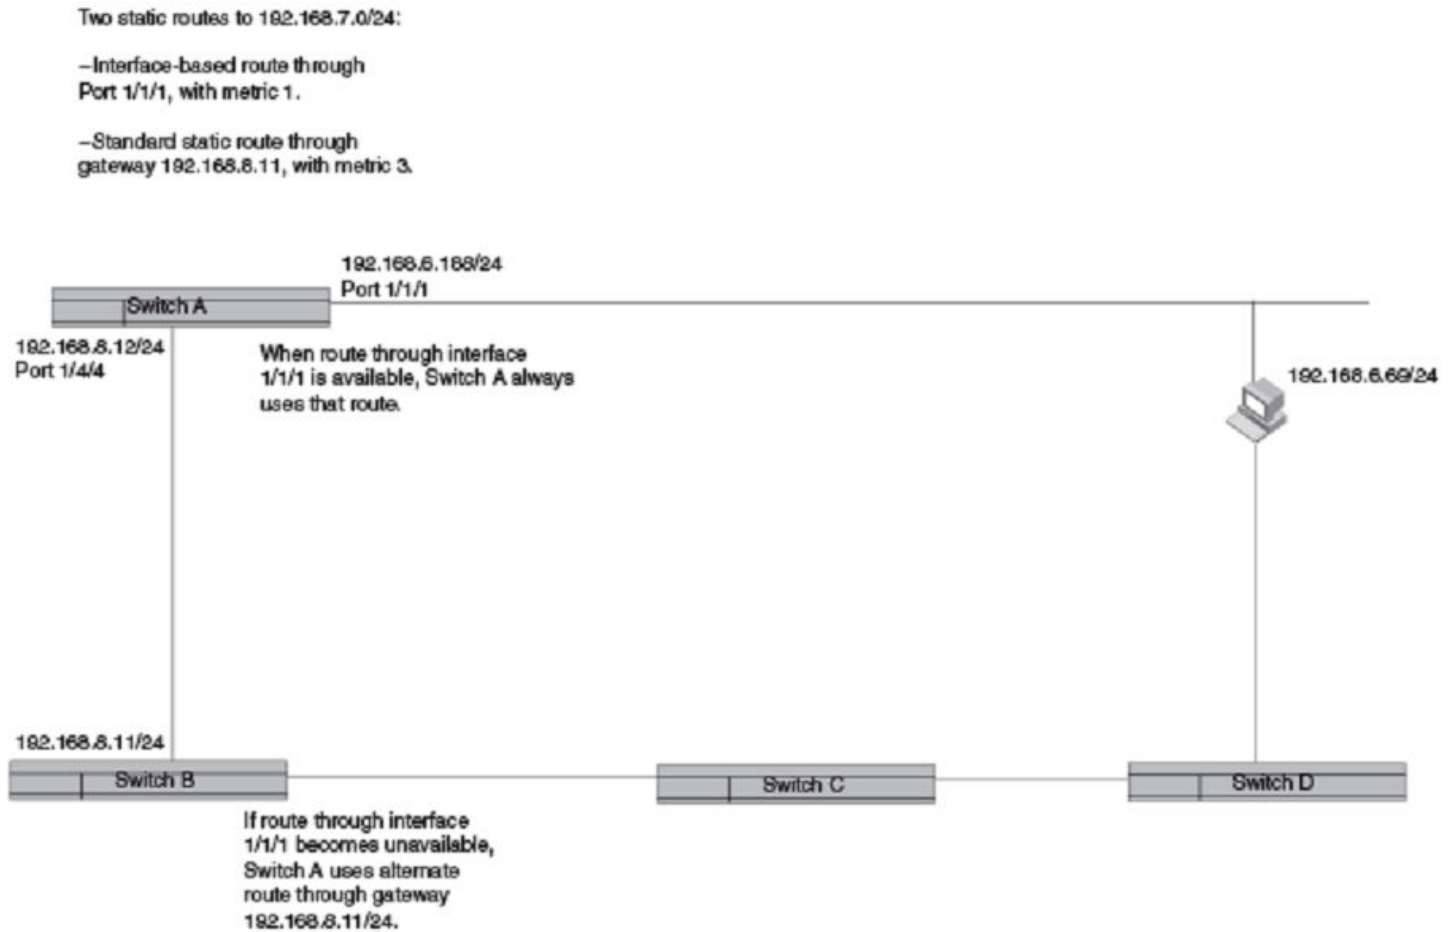 Two static routes to 192.168.7.0/24:
–Interface-based route through
Port 1/1/1, with metric 1.
–Standard static route through
gateway 192.168.8.11, with metric 3.
192.168.6.188/24
Port 1/1/1
Switch A
192.168.8.12/24
Port 1/4/4
When route through interface
1/1/1 is available, Switch A always
uses that route.
192.168.6.69/24
192.168.8.11/24
Switch B
Switch C
Switch D
If route through interface
1/1/1 becomes unavailable,
Switch A uses alternate
route through gateway
192.168.8.11/24.